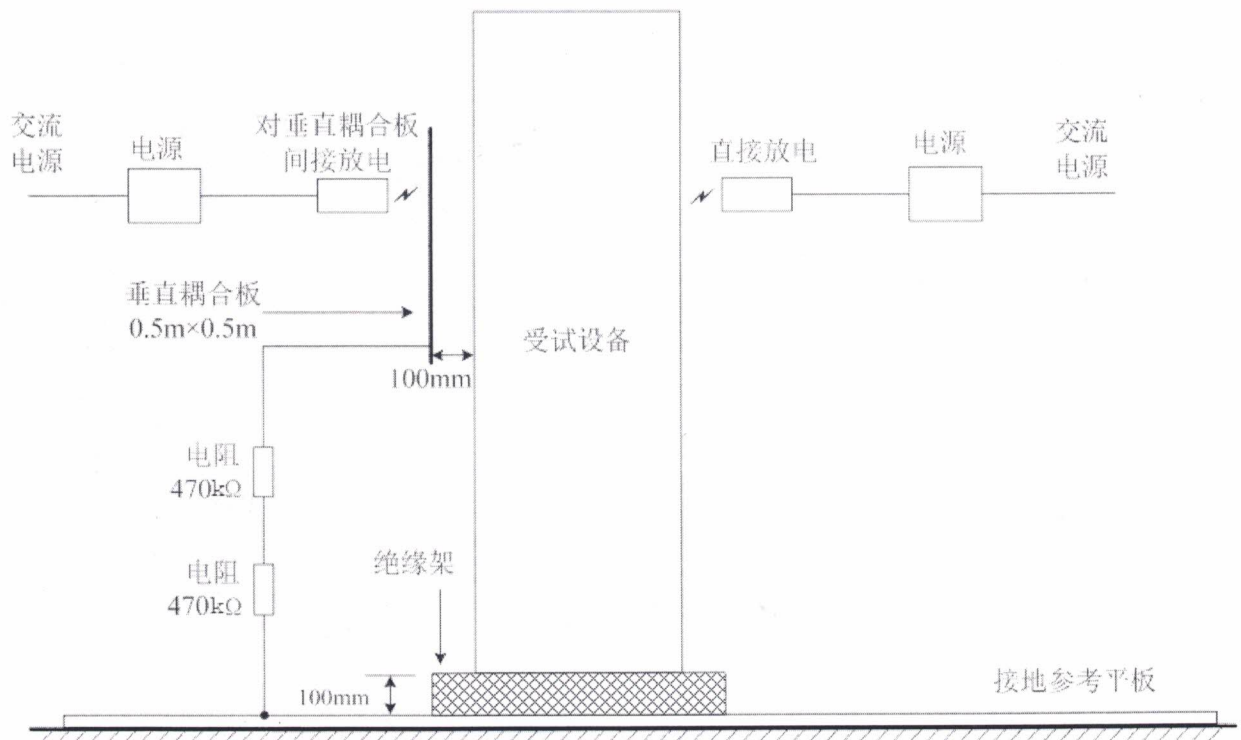 交流
电源
电源
对垂直耦合板
间接放电
直接放电
电源
交流
电源
垂直耦合板
0.5m×0.5m
受试设备
100mm
电阻
470kΩ
电阻
470kΩ
绝缘架
100mm
接地参考平板